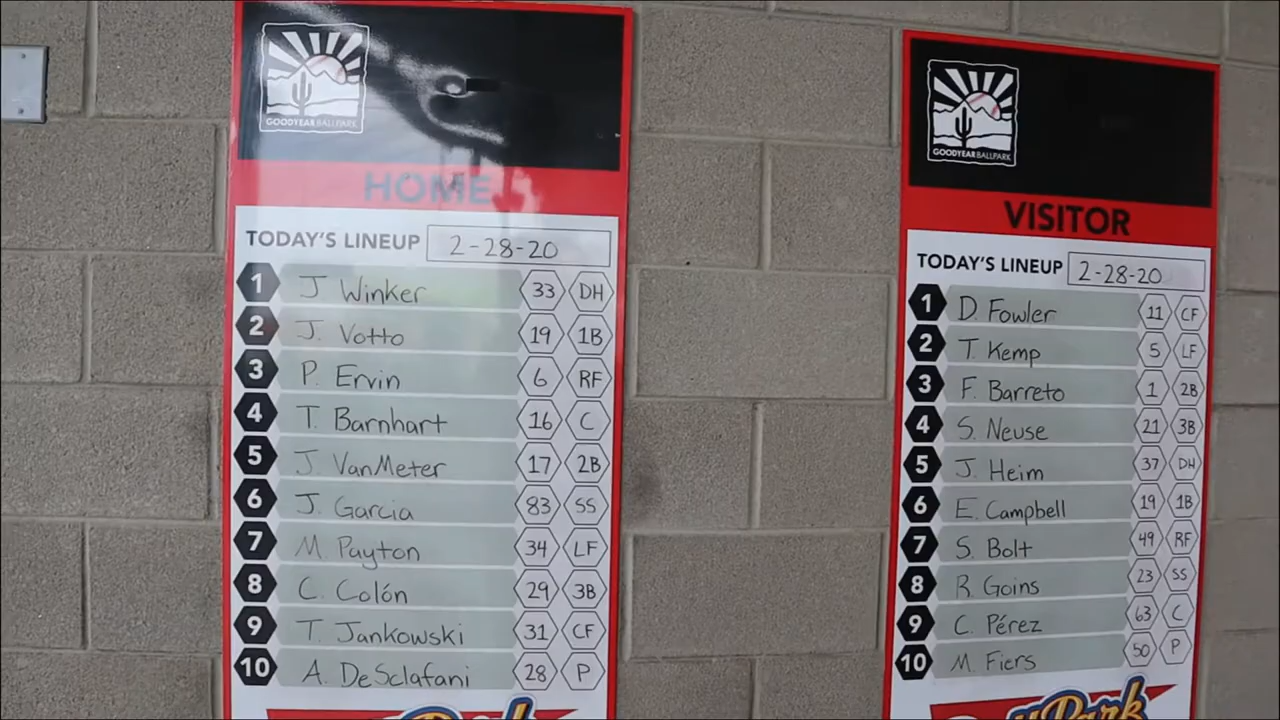 GOODYEAR BALLPARK
HOME
TODAY'S LINEUP 2-28-20
1 J Winker 33 DH
2 J. Votto 19 1B
3 P. Ervin 6 RF
4 T. Barnhart 16 C
5 J. VanMeter 17 2B
6 J. Garcia 83 SS
7 M. Payton 34 LF
8 C. Colón 29 3B
9 T. Jankowski 31 CF
10 A. DeSclafani 28 P
GOODYEAR BALLPARK
VISITOR
TODAY'S LINEUP 2-28-20
1 D. Fowler 11 CF
2 T. Kemp 5 LF
3 F. Barreto 1 2B
4 S. Neuse 21 3B
5 J. Heim 37 DH
6 E. Campbell 19 1B
7 S. Bolt 49 RF
8 R. Goins 23 SS
9 C. Pérez 63 C
10 M. Fiers 50 P